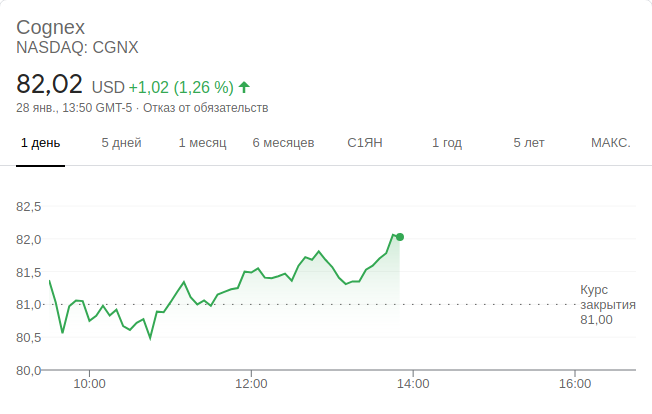 Cognex
NASDAQ: CGNX
82,02 USD +1,02 (1,26 %)
28 янв., 13:50 GMT-5 · Отказ от обязательств
1 день 5 дней 1 месяц 6 месяцев С1ЯН 1 год 5 лет МАКС.
82,5
82,0
81,5
81,0
80,5
80,0
Курс
закрытия
81,00
10:00 12:00 14:00 16:00